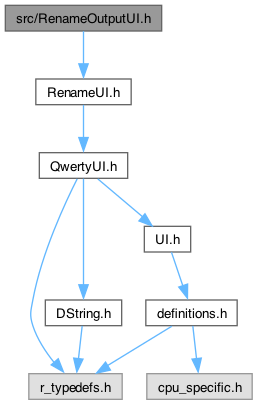 src/RenameOutputUI.h
RenameUI.h
QwertyUI.h
UI.h
DString.h
definitions.h
r_typedefs.h
cpu_specific.h